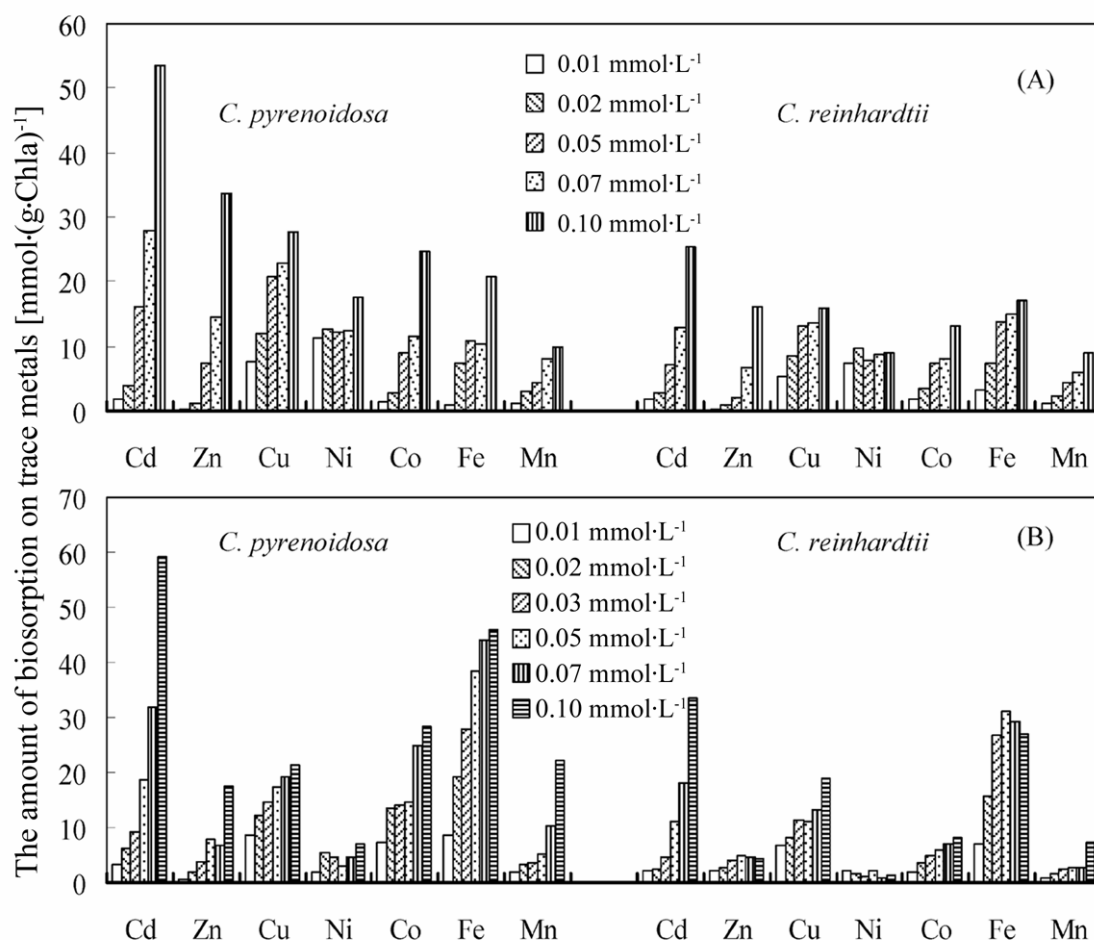 The amount of biosorption on trace metals [mmol·(g·Chla)⁻¹]
60
50
40
30
20
10
0
C. pyrenoidosa
0.01 mmol·L⁻¹
0.02 mmol·L⁻¹
0.05 mmol·L⁻¹
0.07 mmol·L⁻¹
0.10 mmol·L⁻¹
C. reinhardtii
(A)
Cd Zn Cu Ni Co Fe Mn Cd Zn Cu Ni Co Fe Mn
70
60
50
40
30
20
10
0
C. pyrenoidosa
0.01 mmol·L⁻¹
0.02 mmol·L⁻¹
0.03 mmol·L⁻¹
0.05 mmol·L⁻¹
0.07 mmol·L⁻¹
0.10 mmol·L⁻¹
C. reinhardtii
(B)
Cd Zn Cu Ni Co Fe Mn Cd Zn Cu Ni Co Fe Mn